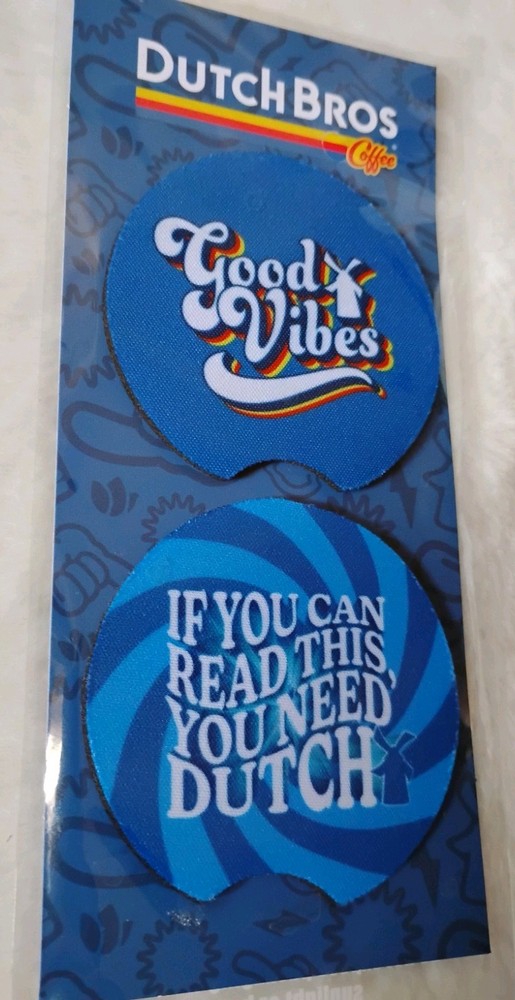 DUTCH BROS
Coffee
Good
Vibes
IF YOU CAN
READ THIS,
YOU NEED
DUTCH